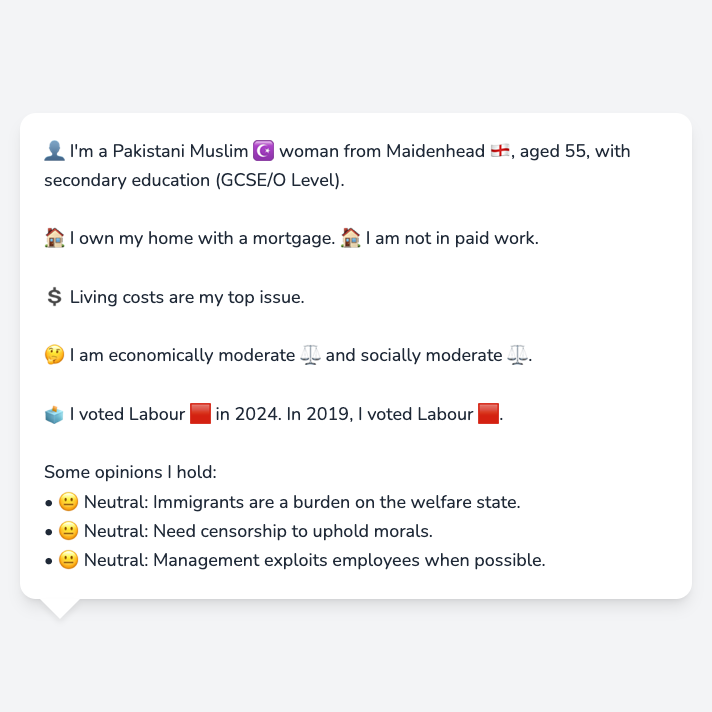 👤 I'm a Pakistani Muslim ☪️ woman from Maidenhead 🏴󠁧󠁢󠁥󠁮󠁧󠁿, aged 55, with
secondary education (GCSE/O Level).
🏠 I own my home with a mortgage. 🏠 I am not in paid work.
💲 Living costs are my top issue.
🤔 I am economically moderate ⚖️ and socially moderate ⚖️.
🗳️ I voted Labour 🟥 in 2024. In 2019, I voted Labour 🟥.
Some opinions I hold:
• 😐 Neutral: Immigrants are a burden on the welfare state.
• 😐 Neutral: Need censorship to uphold morals.
• 😐 Neutral: Management exploits employees when possible.